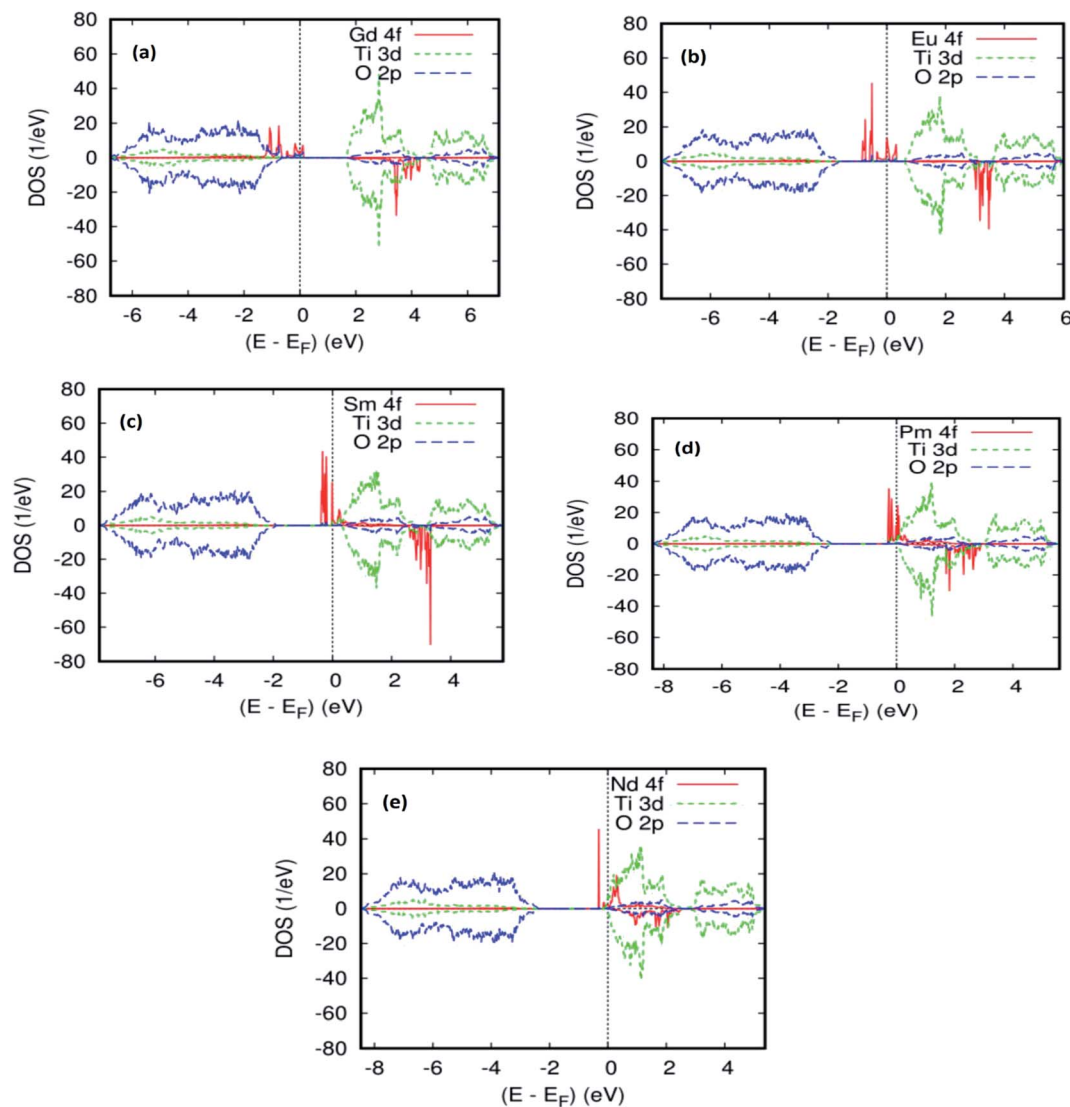 (a)
Gd 4f
Ti 3d
O 2p
DOS (1/eV)
80
60
40
20
0
-20
-40
-60
-80
-6 -4 -2 0 2 4 6
(E - EF) (eV)
(b)
Eu 4f
Ti 3d
O 2p
DOS (1/eV)
80
60
40
20
0
-20
-40
-60
-80
-6 -4 -2 0 2 4 6
(E - EF) (eV)
(c)
Sm 4f
Ti 3d
O 2p
DOS (1/eV)
80
60
40
20
0
-20
-40
-60
-80
-6 -4 -2 0 2 4
(E - EF) (eV)
(d)
Pm 4f
Ti 3d
O 2p
DOS (1/eV)
80
60
40
20
0
-20
-40
-60
-80
-8 -6 -4 -2 0 2 4
(E - EF) (eV)
(e)
Nd 4f
Ti 3d
O 2p
DOS (1/eV)
80
60
40
20
0
-20
-40
-60
-80
-8 -6 -4 -2 0 2 4
(E - EF) (eV)